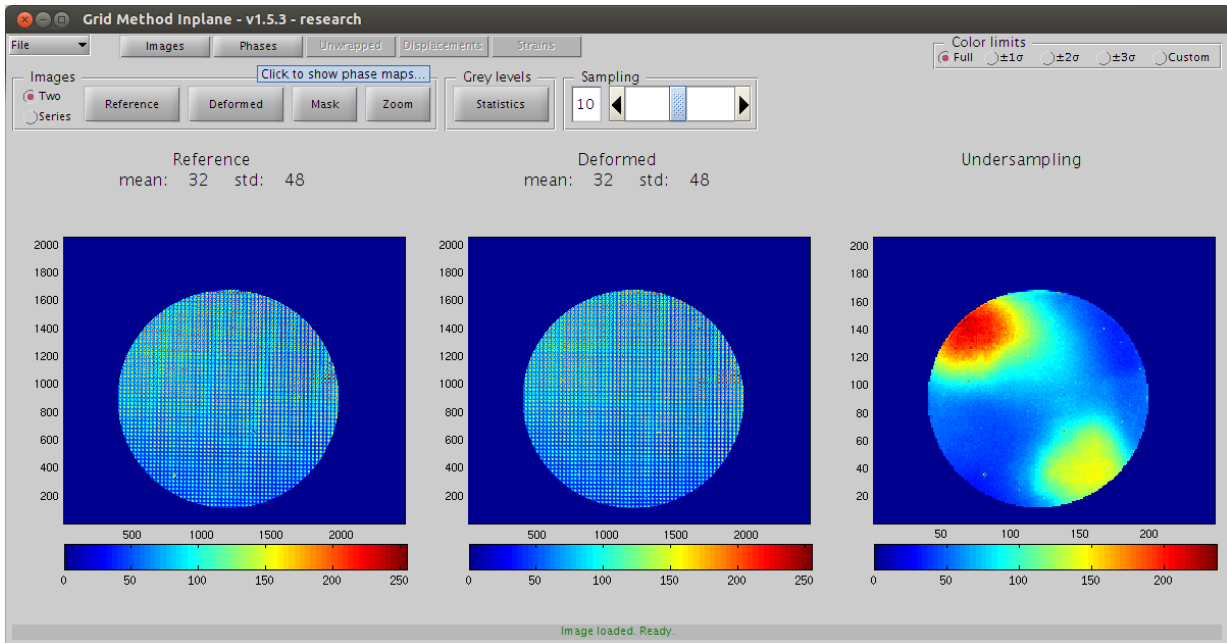 Grid Method Inplane - v1.5.3 - research
File Images Phases Unwrapped Displacements Strains
Color limits
Full ±1σ ±2σ ±3σ Custom
Click to show phase maps...
Images
Two
Series
Reference Deformed Mask Zoom
Grey levels
Statistics
Sampling
10
Reference
mean: 32 std: 48
Deformed
mean: 32 std: 48
Undersampling
2000
1800
1600
1400
1200
1000
800
600
400
200
500 1000 1500 2000
0 50 100 150 200 250
2000
1800
1600
1400
1200
1000
800
600
400
200
500 1000 1500 2000
0 50 100 150 200 250
200
180
160
140
120
100
80
60
40
20
50 100 150 200
0 50 100 150 200
Image loaded. Ready.